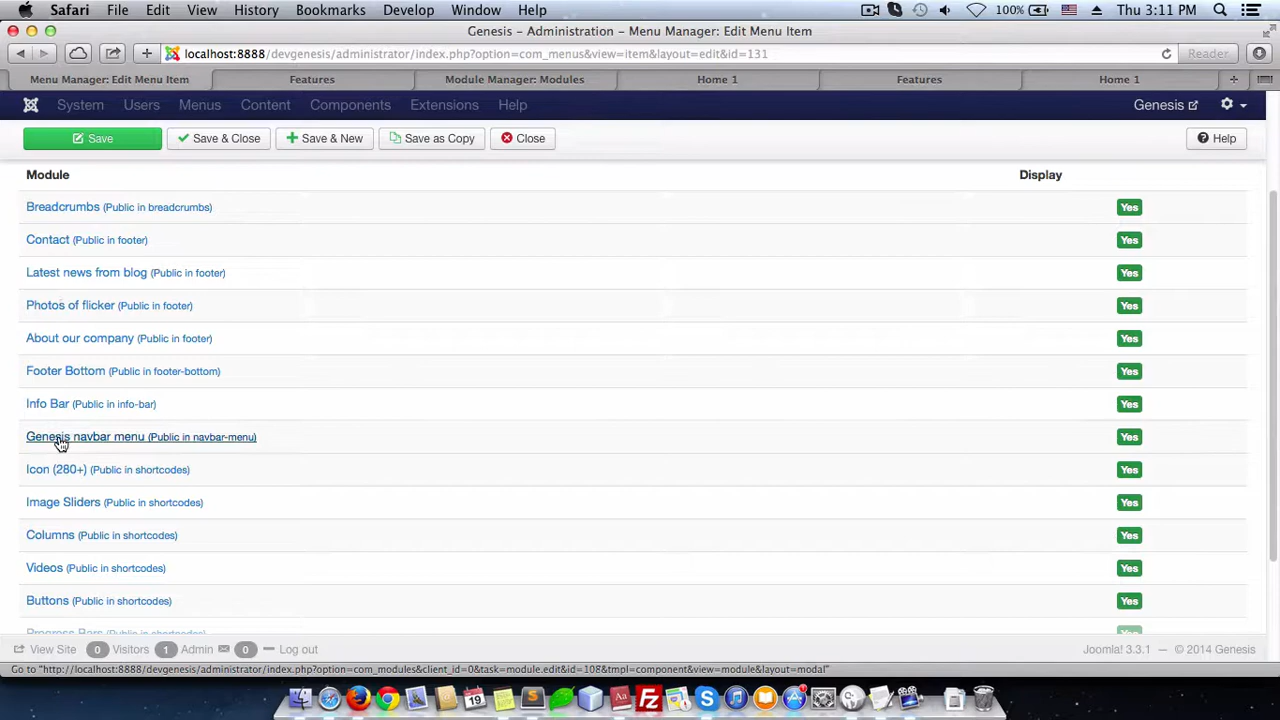 Safari File Edit View History Bookmarks Develop Window Help 100% Thu 3:11 PM
Genesis - Administration - Menu Manager: Edit Menu Item
localhost:8888/devgenesis/administrator/index.php?option=com_menus&view=item&layout=edit&id=131 Reader
Menu Manager: Edit Menu Item Features Module Manager: Modules Home 1 Features Home 1
System Users Menus Content Components Extensions Help Genesis
Save Save & Close Save & New Save as Copy Close Help
Module Display
Breadcrumbs (Public in breadcrumbs) Yes
Contact (Public in footer) Yes
Latest news from blog (Public in footer) Yes
Photos of flicker (Public in footer) Yes
About our company (Public in footer) Yes
Footer Bottom (Public in footer-bottom) Yes
Info Bar (Public in info-bar) Yes
Genesis navbar menu (Public in navbar-menu) Yes
Icon (280+) (Public in shortcodes) Yes
Image Sliders (Public in shortcodes) Yes
Columns (Public in shortcodes) Yes
Videos (Public in shortcodes) Yes
Buttons (Public in shortcodes) Yes
Progress Bars (Public in shortcodes) Yes
View Site 0 Visitors 1 Admin 0 Log out Joomla! 3.3.1 — © 2014 Genesis
Go to "http://localhost:8888/devgenesis/administrator/index.php?option=com_modules&client_id=0&task=module.edit&id=108&tmpl=component&view=module&layout=modal"